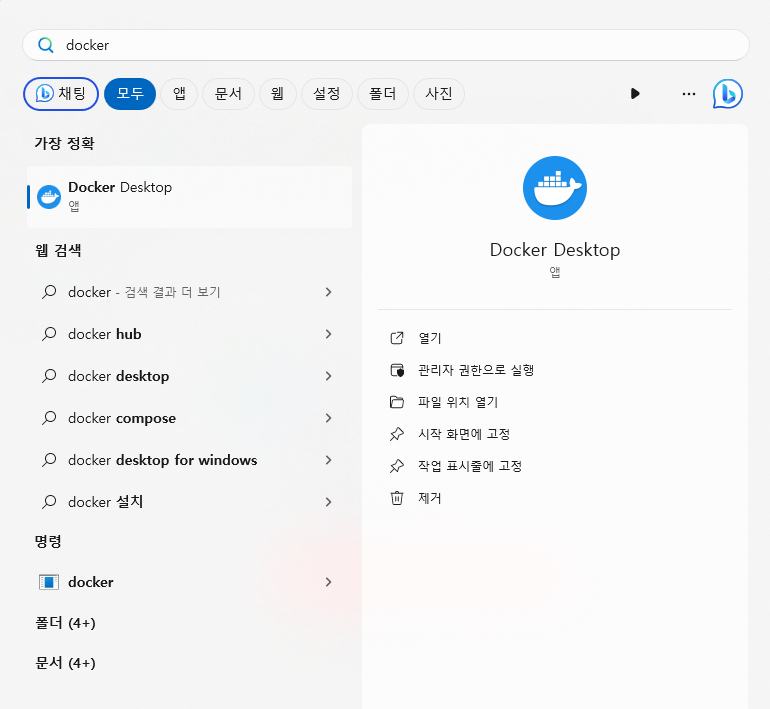 docker
채팅
모두
앱
문서
웹
설정
폴더
사진
가장 정확
Docker Desktop
앱
웹 검색
docker - 검색 결과 더 보기
docker hub
docker desktop
docker compose
docker desktop for windows
docker 설치
명령
docker
폴더 (4+)
문서 (4+)
Docker Desktop
앱
열기
관리자 권한으로 실행
파일 위치 열기
시작 화면에 고정
작업 표시줄에 고정
제거